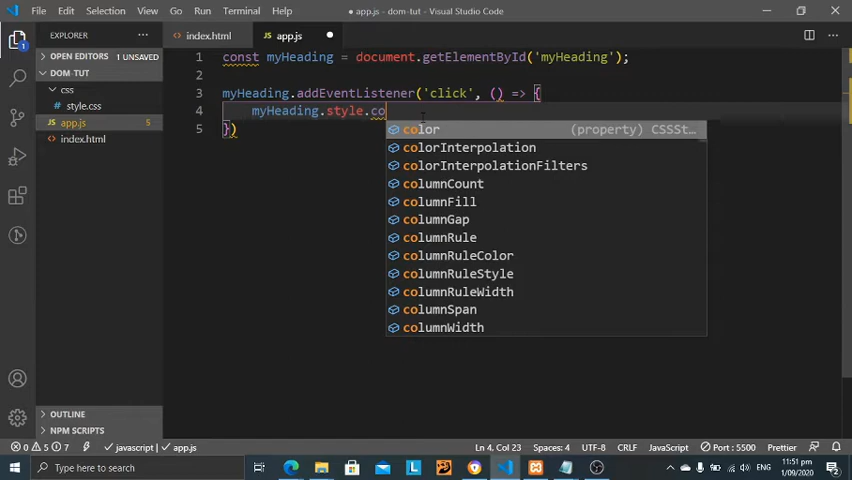 File Edit Selection View Go Run Terminal Help
● app.js - dom-tut - Visual Studio Code
EXPLORER
index.html
app.js
OPEN EDITORS 1 UNSAVED
DOM-TUT
css
style.css
app.js
index.html
1
1 const myHeading = document.getElementById('myHeading');
2
3 myHeading.addEventListener('click', () => {
4 myHeading.style.co
5 })
color (property) CSSSt...
colorInterpolation
colorInterpolationFilters
columnCount
columnFill
columnGap
columnRule
columnRuleColor
columnRuleStyle
columnRuleWidth
columnSpan
columnWidth
OUTLINE
NPM SCRIPTS
0 5 7 javascript | app.js Ln 4, Col 23 Spaces: 4 UTF-8 CRLF JavaScript Port : 5500 Prettier
Type here to search
L
ENG
11:51 pm
1/09/2020
2